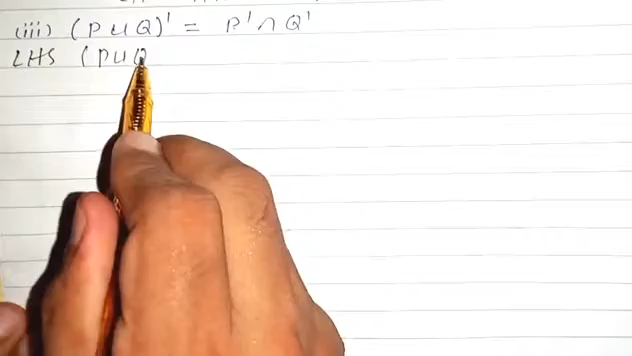 (iii) (P ∪ Q)' = P' ∩ Q'
LHS (P ∪ Q